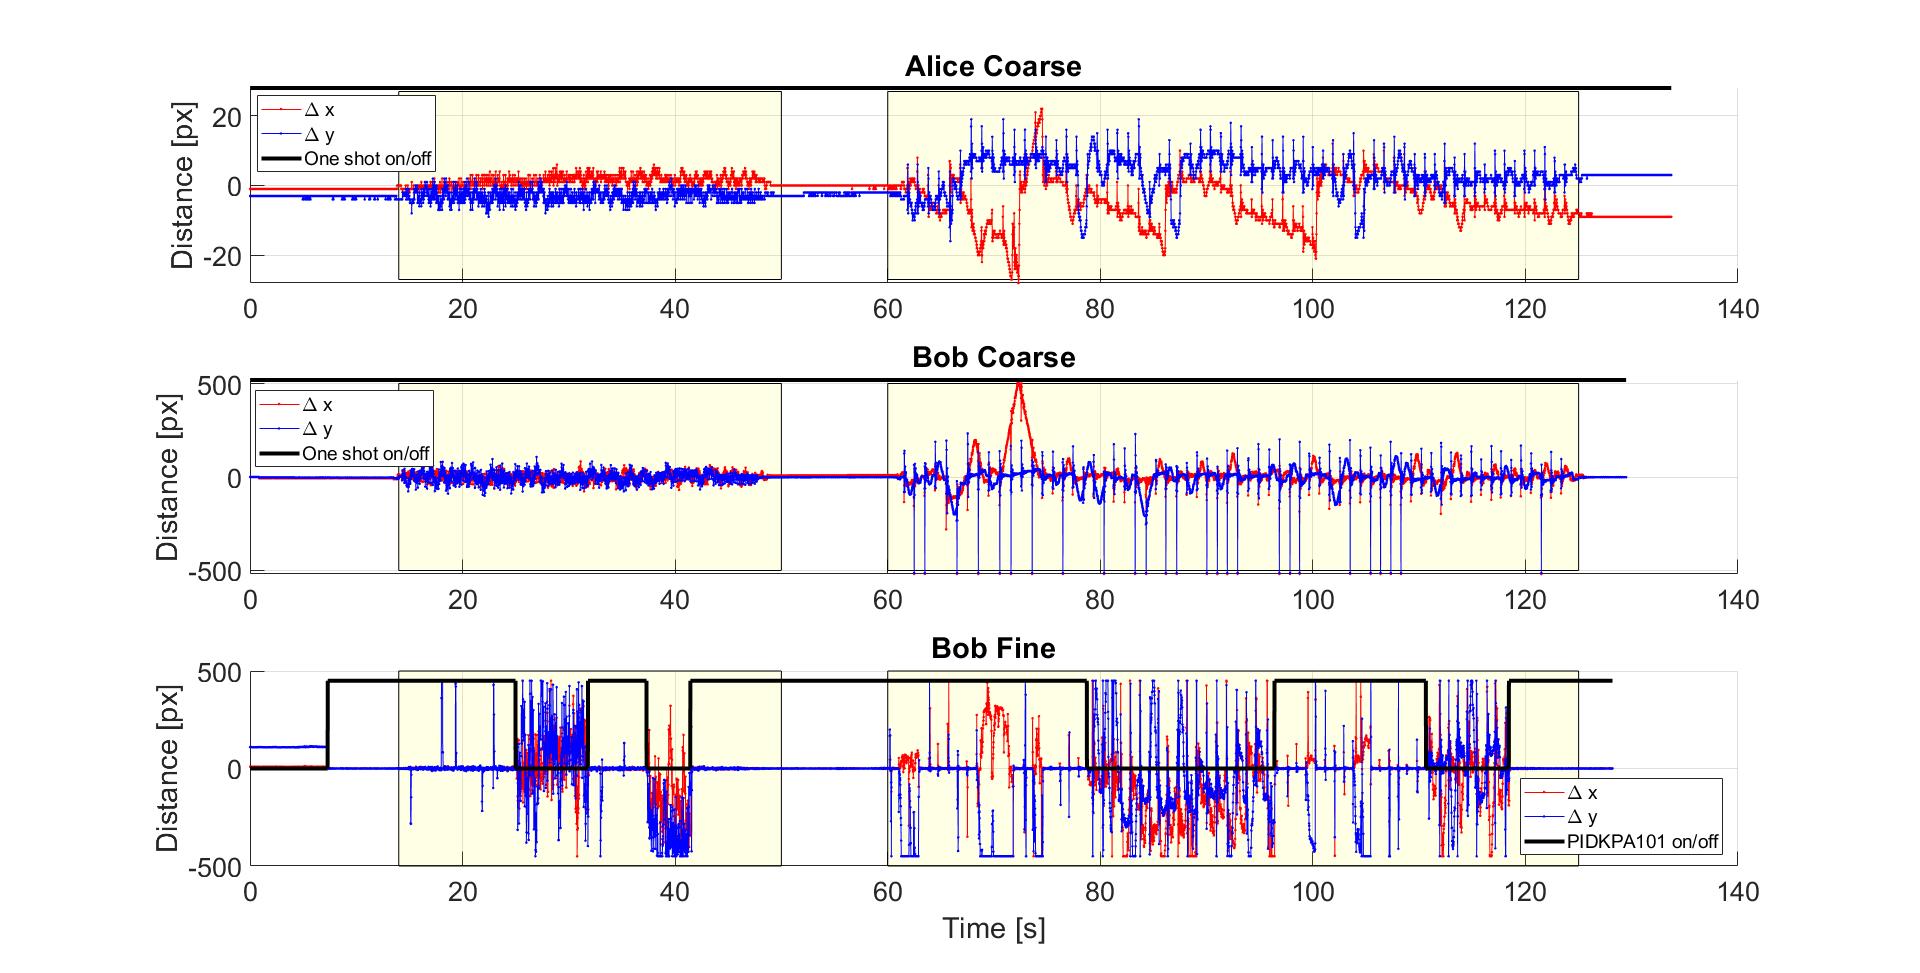 Alice Coarse
Distance [px]
20
0
-20
Δ x
Δ y
One shot on/off
0 20 40 60 80 100 120 140
Bob Coarse
Distance [px]
500
0
-500
Δ x
Δ y
One shot on/off
0 20 40 60 80 100 120 140
Bob Fine
Distance [px]
500
0
-500
Δ x
Δ y
PIDKPA101 on/off
0 20 40 60 80 100 120 140
Time [s]